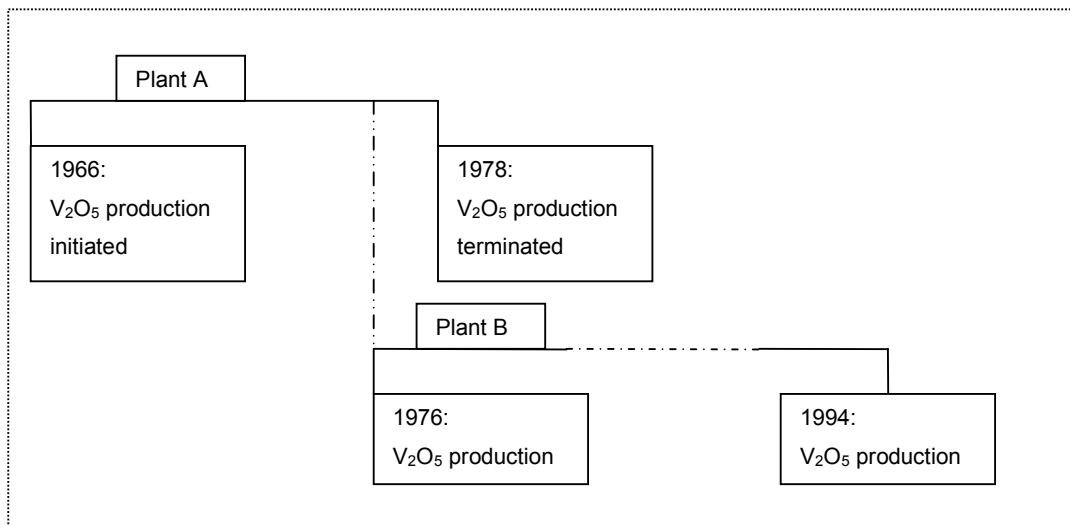 Plant A
1966:
V₂O₅ production
initiated
1978:
V₂O₅ production
terminated
Plant B
1976:
V₂O₅ production
1994:
V₂O₅ production